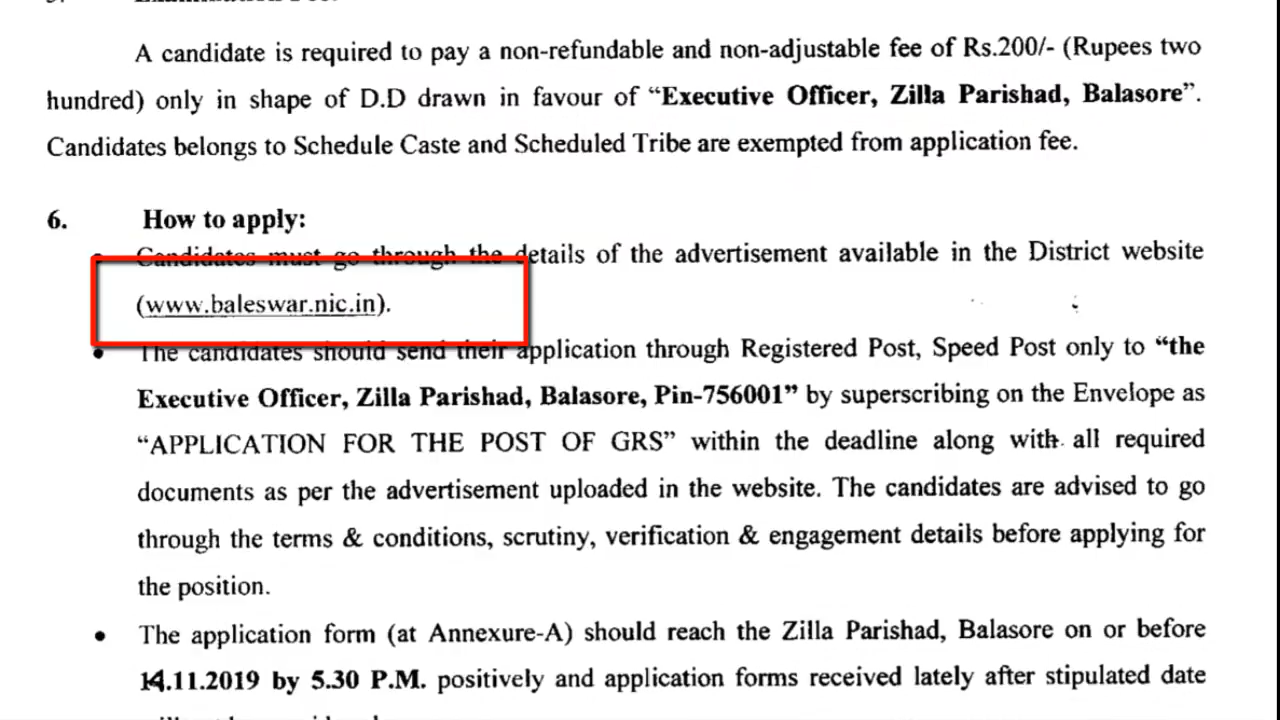 A candidate is required to pay a non-refundable and non-adjustable fee of Rs.200/- (Rupees two
hundred) only in shape of D.D drawn in favour of “Executive Officer, Zilla Parishad, Balasore”.
Candidates belongs to Schedule Caste and Scheduled Tribe are exempted from application fee.
6. How to apply:
• Candidates must go through the details of the advertisement available in the District website
(www.baleswar.nic.in).
• The candidates should send their application through Registered Post, Speed Post only to “the
Executive Officer, Zilla Parishad, Balasore, Pin-756001” by superscribing on the Envelope as
“APPLICATION FOR THE POST OF GRS” within the deadline along with all required
documents as per the advertisement uploaded in the website. The candidates are advised to go
through the terms & conditions, scrutiny, verification & engagement details before applying for
the position.
• The application form (at Annexure-A) should reach the Zilla Parishad, Balasore on or before
14.11.2019 by 5.30 P.M. positively and application forms received lately after stipulated date